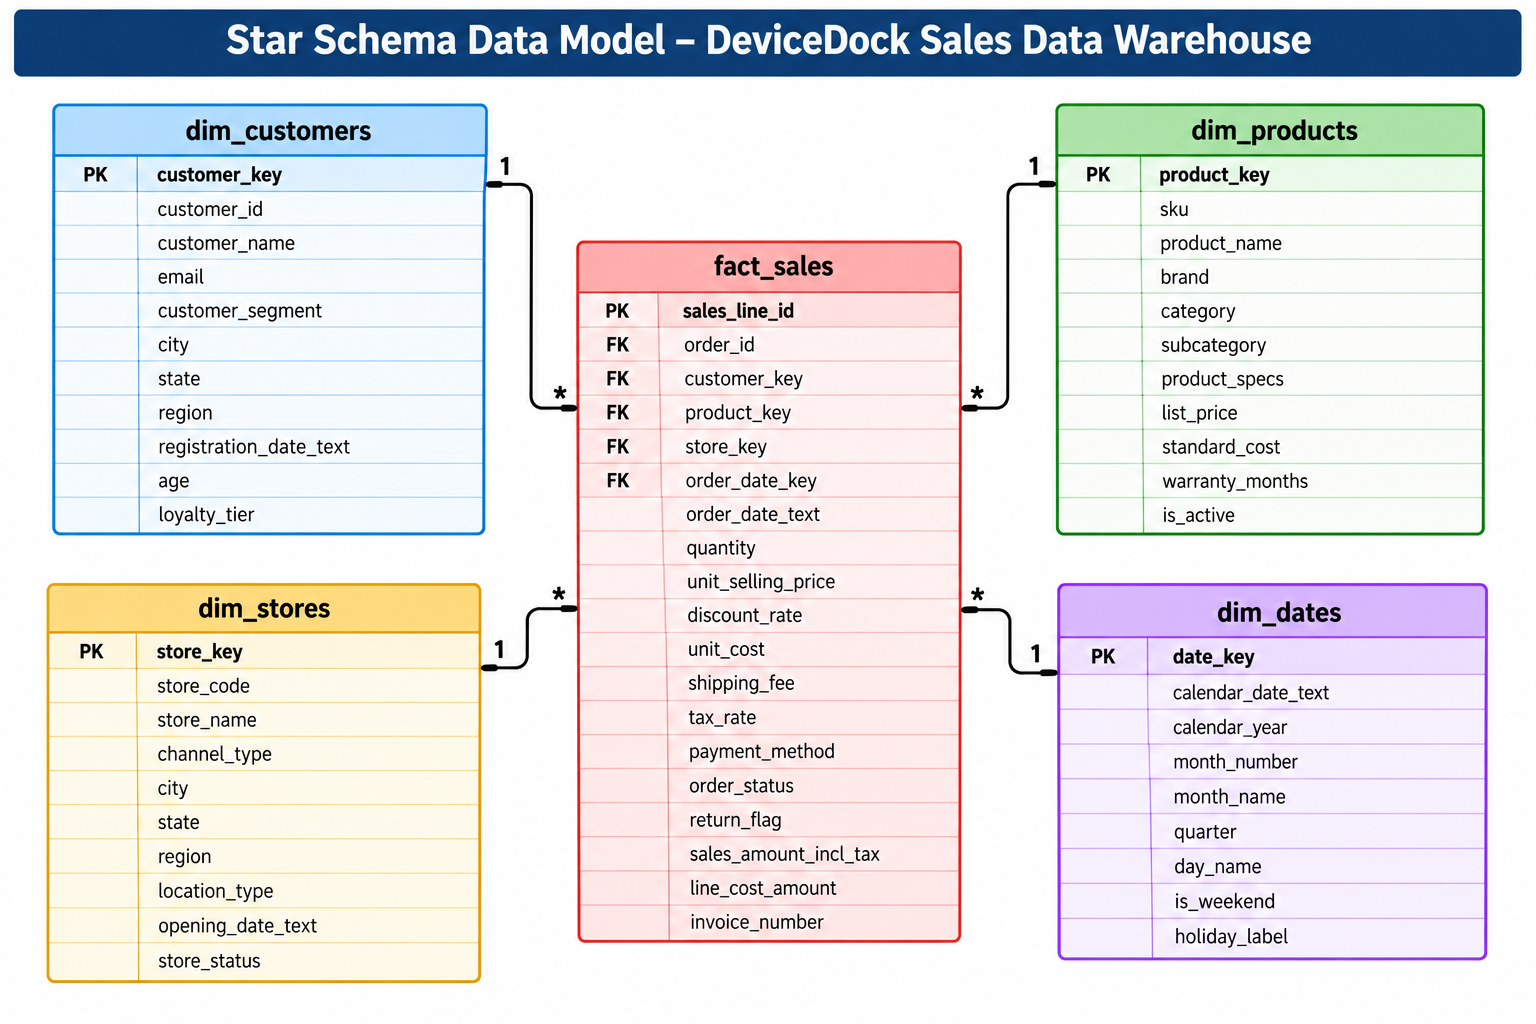 Star Schema Data Model – DeviceDock Sales Data Warehouse
dim_customers
PK customer_key
customer_id
customer_name
email
customer_segment
city
state
region
registration_date_text
age
loyalty_tier
1
*
dim_products
PK product_key
sku
product_name
brand
category
subcategory
product_specs
list_price
standard_cost
warranty_months
is_active
1
*
fact_sales
PK sales_line_id
FK order_id
FK customer_key
FK product_key
FK store_key
FK order_date_key
order_date_text
quantity
unit_selling_price
discount_rate
unit_cost
shipping_fee
tax_rate
payment_method
order_status
return_flag
sales_amount_incl_tax
line_cost_amount
invoice_number
dim_stores
PK store_key
store_code
store_name
channel_type
city
state
region
location_type
opening_date_text
store_status
*
1
dim_dates
PK date_key
calendar_date_text
calendar_year
month_number
month_name
quarter
day_name
is_weekend
holiday_label
*
1